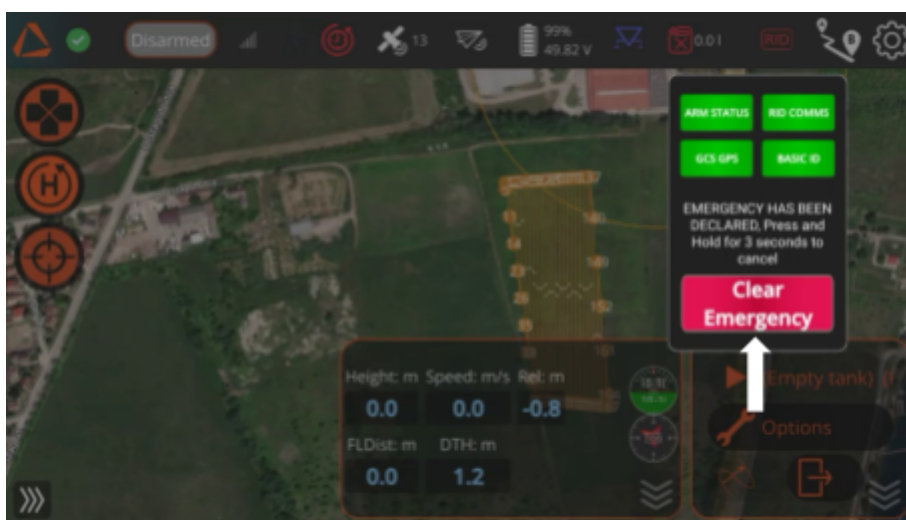 Disarmed
13
99%
49.82 V
0.0 l
RID
A
B
H
ARM STATUS
RID COMMS
GCS GPS
BASIC ID
EMERGENCY HAS BEEN
DECLARED, Press and
Hold for 3 seconds to
cancel
Clear
Emergency
Height: m Speed: m/s Rel: m
0.0 0.0 -0.8
FLDist: m DTH: m
0.0 1.2
(Empty tank)
Options